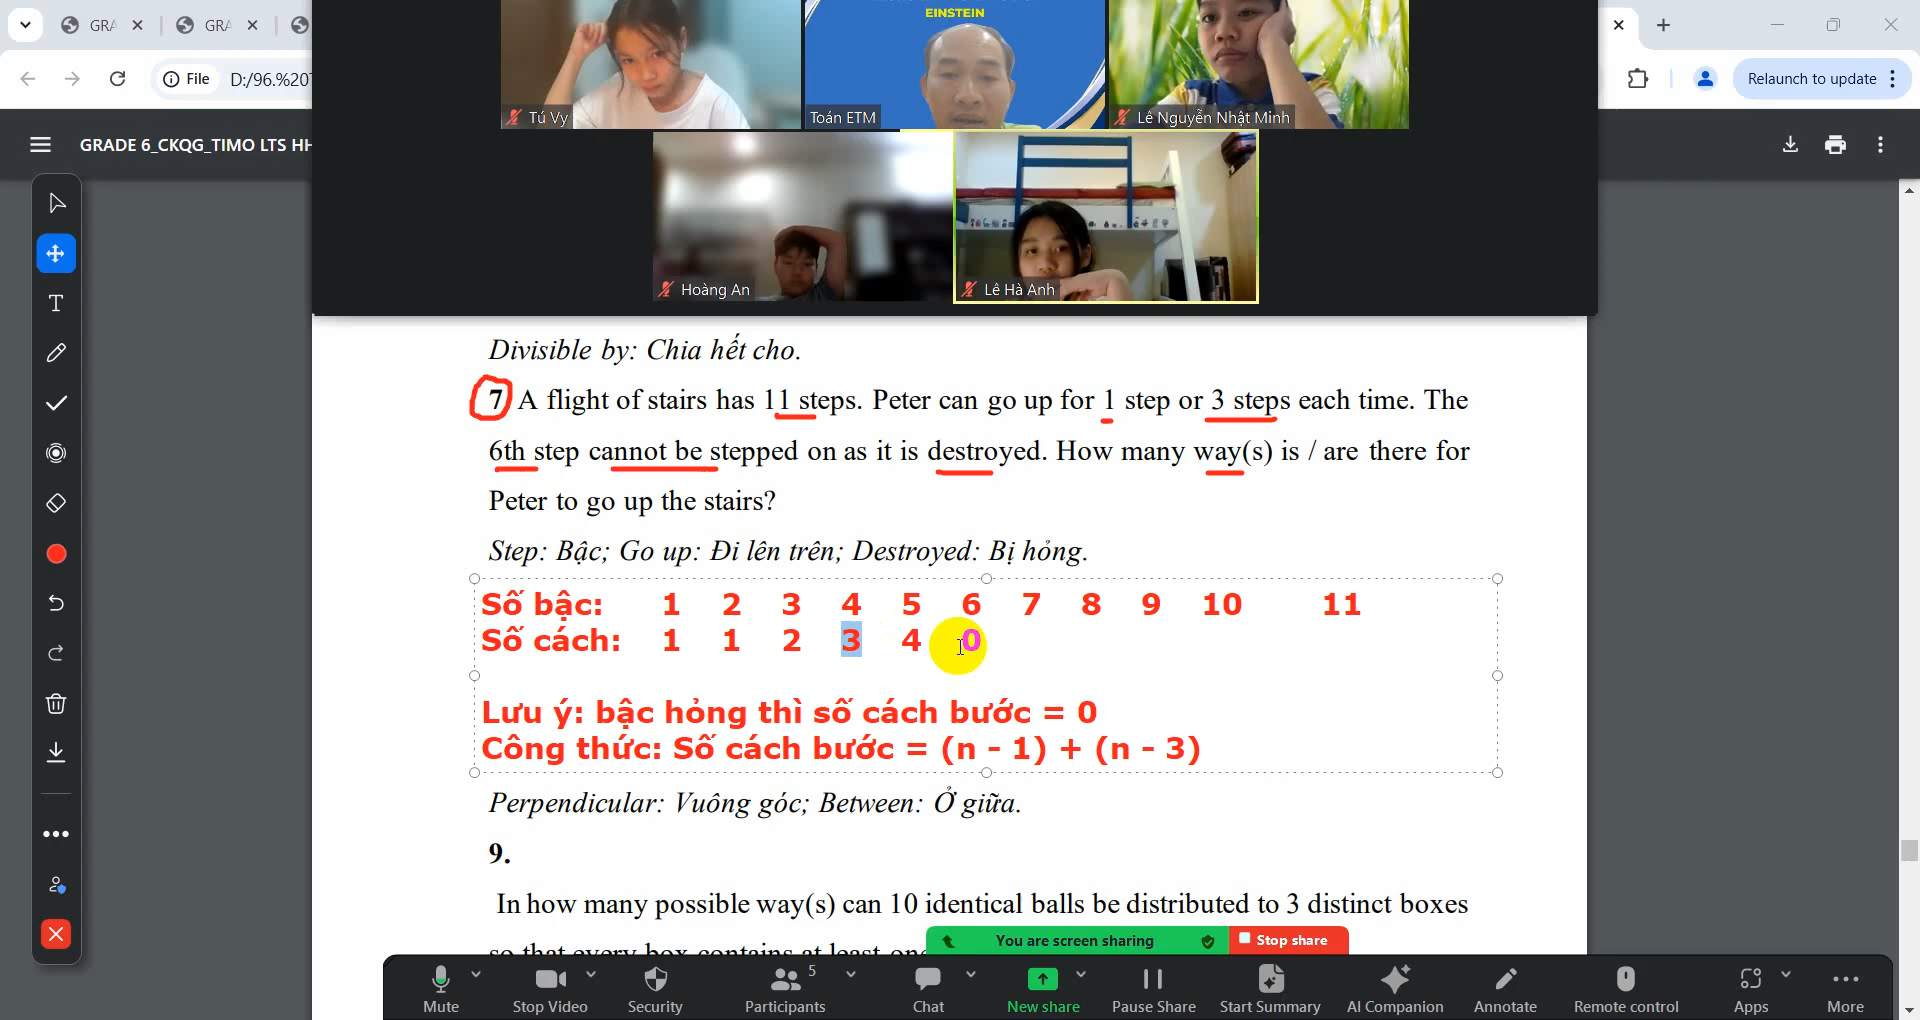 GRA
GRA
EINSTEIN
Relaunch to update
File
D:/96.%20
Tú Vy
Toán ETM
Lê Nguyễn Nhật Minh
GRADE 6_CKQG_TIMO LTS HH
Hoàng An
Lê Hà Anh
Divisible by: Chia hết cho.
7 A flight of stairs has 11 steps. Peter can go up for 1 step or 3 steps each time. The
6th step cannot be stepped on as it is destroyed. How many way(s) is / are there for
Peter to go up the stairs?
Step: Bậc; Go up: Đi lên trên; Destroyed: Bị hỏng.
Số bậc: 1 2 3 4 5 6 7 8 9 10 11
Số cách: 1 1 2 3 4 0
Lưu ý: bậc hỏng thì số cách bước = 0
Công thức: Số cách bước = (n - 1) + (n - 3)
Perpendicular: Vuông góc; Between: Ở giữa.
9.
In how many possible way(s) can 10 identical balls be distributed to 3 distinct boxes
so that every box contains at least one
You are screen sharing
Stop share
5
Mute
Stop Video
Security
Participants
Chat
New share
Pause Share
Start Summary
AI Companion
Annotate
Remote control
Apps
More